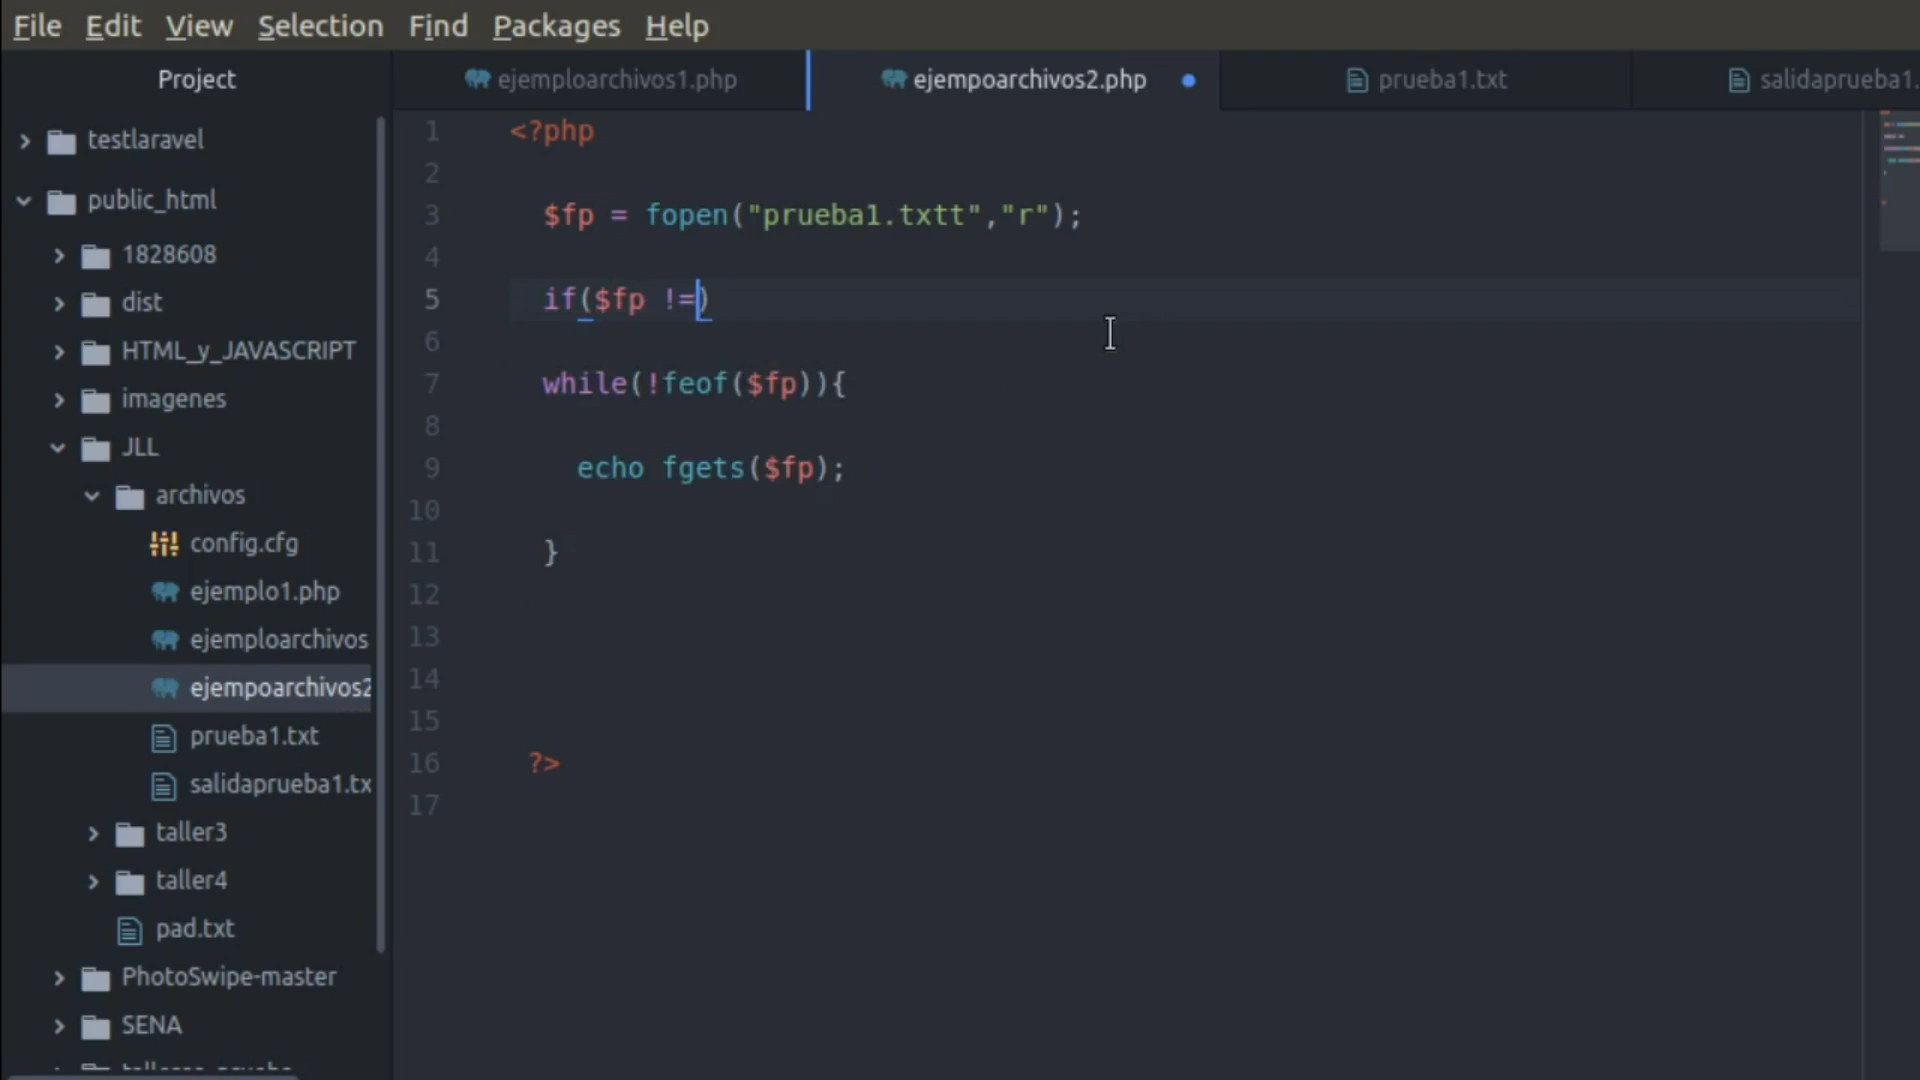 File Edit View Selection Find Packages Help
Project
ejemploarchivos1.php
ejempoarchivos2.php
prueba1.txt
salidaprueba1.
testlaravel
public_html
1828608
dist
HTML_y_JAVASCRIPT
imagenes
JLL
archivos
config.cfg
ejemplo1.php
ejemploarchivos
ejempoarchivos2
prueba1.txt
salidaprueba1.tx
taller3
taller4
pad.txt
PhotoSwipe-master
SENA
1 <?php
2
3 $fp = fopen("prueba1.txtt","r");
4
5 if($fp !=)
6
7 while(!feof($fp)){
8
9 echo fgets($fp);
10
11 }
12
13
14
15
16 ?>
17